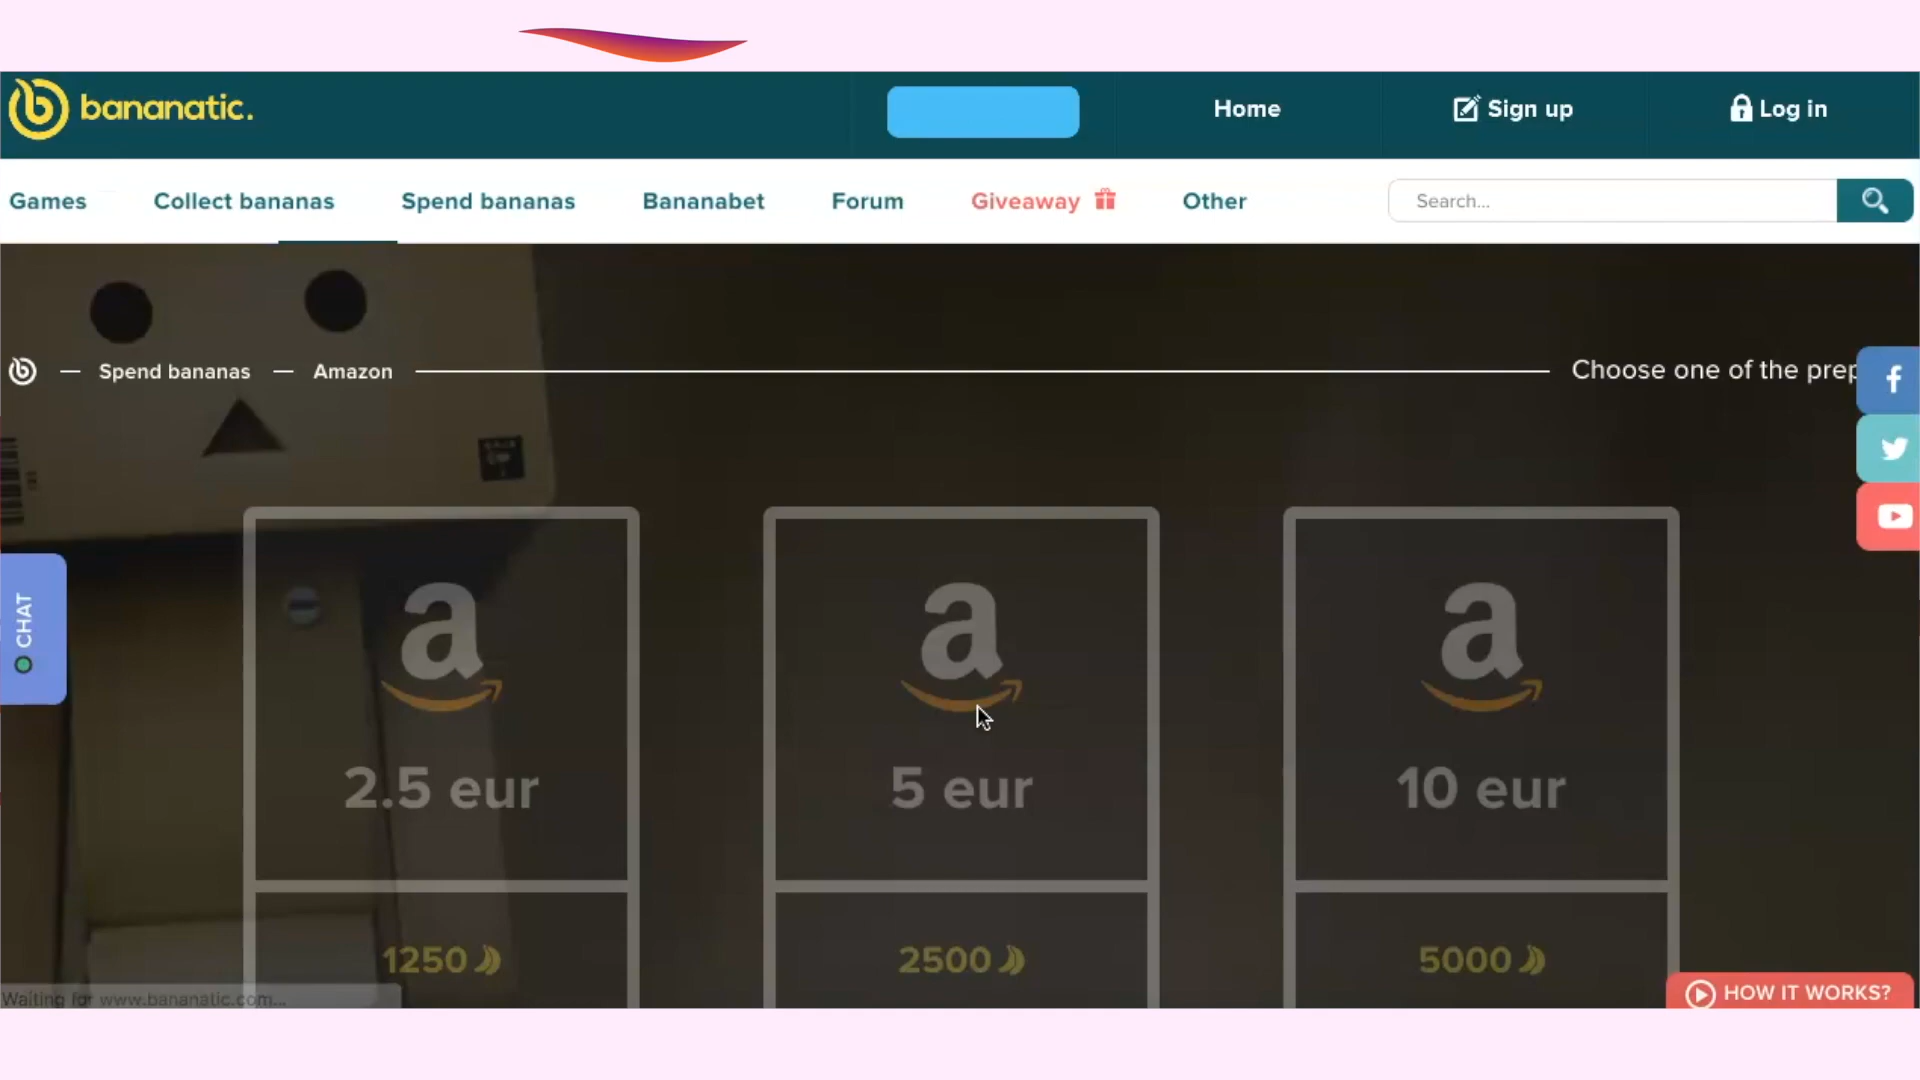 bananatic.
Home
Sign up
Log in
Games
Collect bananas
Spend bananas
Bananabet
Forum
Giveaway
Other
Search...
Spend bananas
Amazon
Choose one of the prep
CHAT
a
a
a
2.5 eur
5 eur
10 eur
1250
2500
5000
Waiting for www.bananatic.com...
HOW IT WORKS?